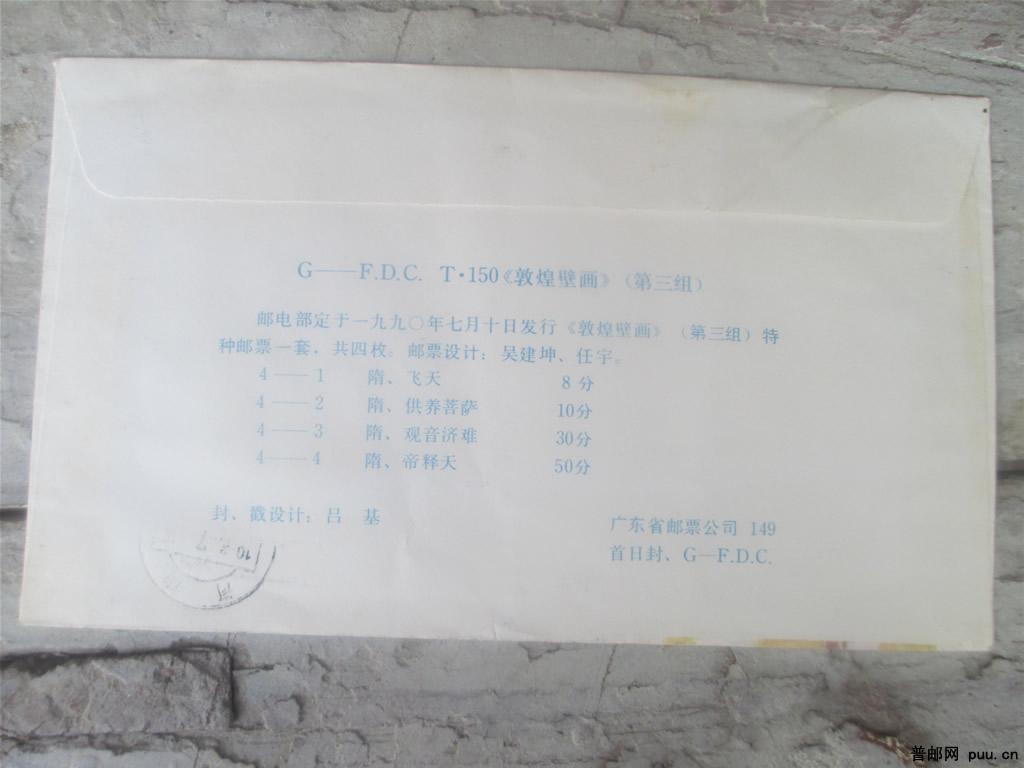 G——F.D.C. T·150《敦煌壁画》（第三组）
邮电部定于一九九〇年七月十日发行《敦煌壁画》（第三组）特
种邮票一套，共四枚。邮票设计：吴建坤、任宇。
4——1 隋、飞天 8分
4——2 隋、供养菩萨 10分
4——3 隋、观音济难 30分
4——4 隋、帝释天 50分
封、戳设计：吕 基
广东省邮票公司 149
首日封、G—F.D.C.
普邮网 puu.cn